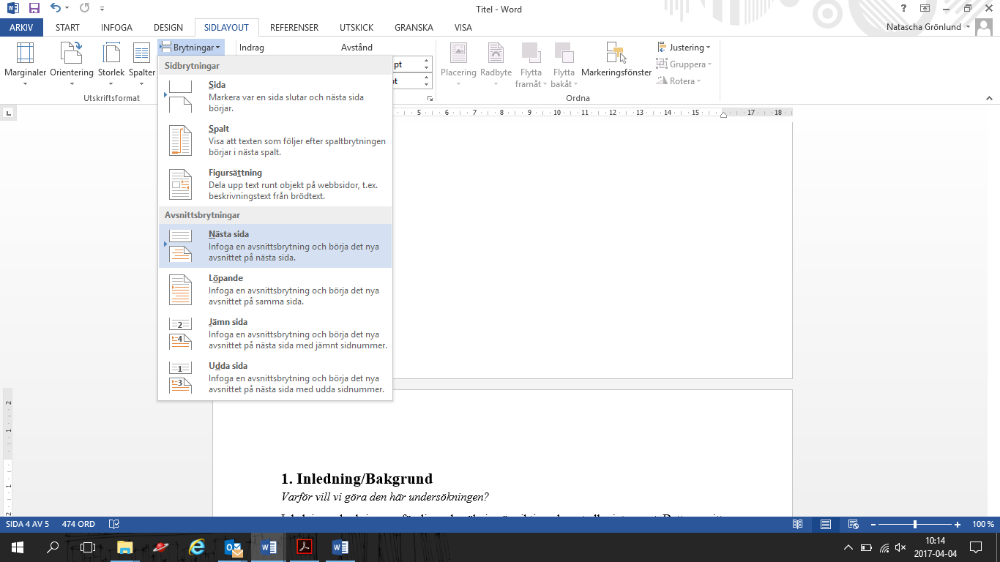 Titel - Word
ARKIV START INFOGA DESIGN SIDLAYOUT REFERENSER UTSKICK GRANSKA VISA
Natascha Grönlund
Marginaler Orientering Storlek Spalter
Utskriftsformat
Brytningar
Indrag Avstånd
pt
Placering Radbyte Flytta framåt Flytta bakåt Markeringsfönster
Justering
Gruppera
Rotera
Ordna
Sidbrytningar
Sida
Markera var en sida slutar och nästa sida
börjar.
Spalt
Visa att texten som följer efter spaltbrytningen
börjar i nästa spalt.
Figursättning
Dela upp text runt objekt på webbsidor, t.ex.
beskrivningstext från brödtext.
Avsnittsbrytningar
Nästa sida
Infoga en avsnittsbrytning och börja det nya
avsnittet på nästa sida.
Löpande
Infoga en avsnittsbrytning och börja det nya
avsnittet på samma sida.
Jämn sida
Infoga en avsnittsbrytning och börja det nya
avsnittet på nästa sida med jämnt sidnummer.
Udda sida
Infoga en avsnittsbrytning och börja det nya
avsnittet på nästa sida med udda sidnummer.
5 6 7 8 9 10 11 12 13 14 15 17 18
2
1
1
2
1. Inledning/Bakgrund
Varför vill vi göra den här undersökningen?
SIDA 4 AV 5 474 ORD
100 %
10:14
2017-04-04